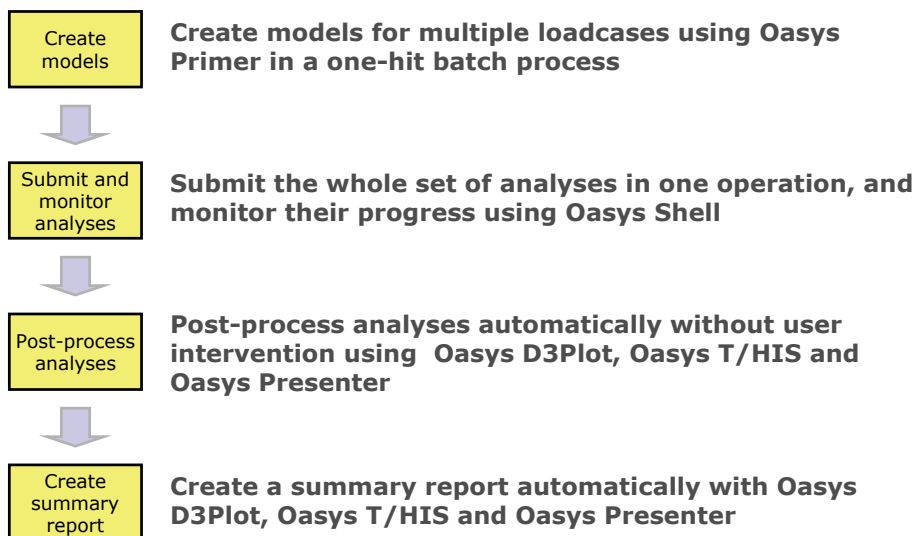 Create
models
Create models for multiple loadcases using Oasys
Primer in a one-hit batch process
Submit and
monitor
analyses
Submit the whole set of analyses in one operation, and
monitor their progress using Oasys Shell
Post-process
analyses
Post-process analyses automatically without user
intervention using  Oasys D3Plot, Oasys T/HIS and
Oasys Presenter
Create
summary
report
Create a summary report automatically with Oasys
D3Plot, Oasys T/HIS and Oasys Presenter